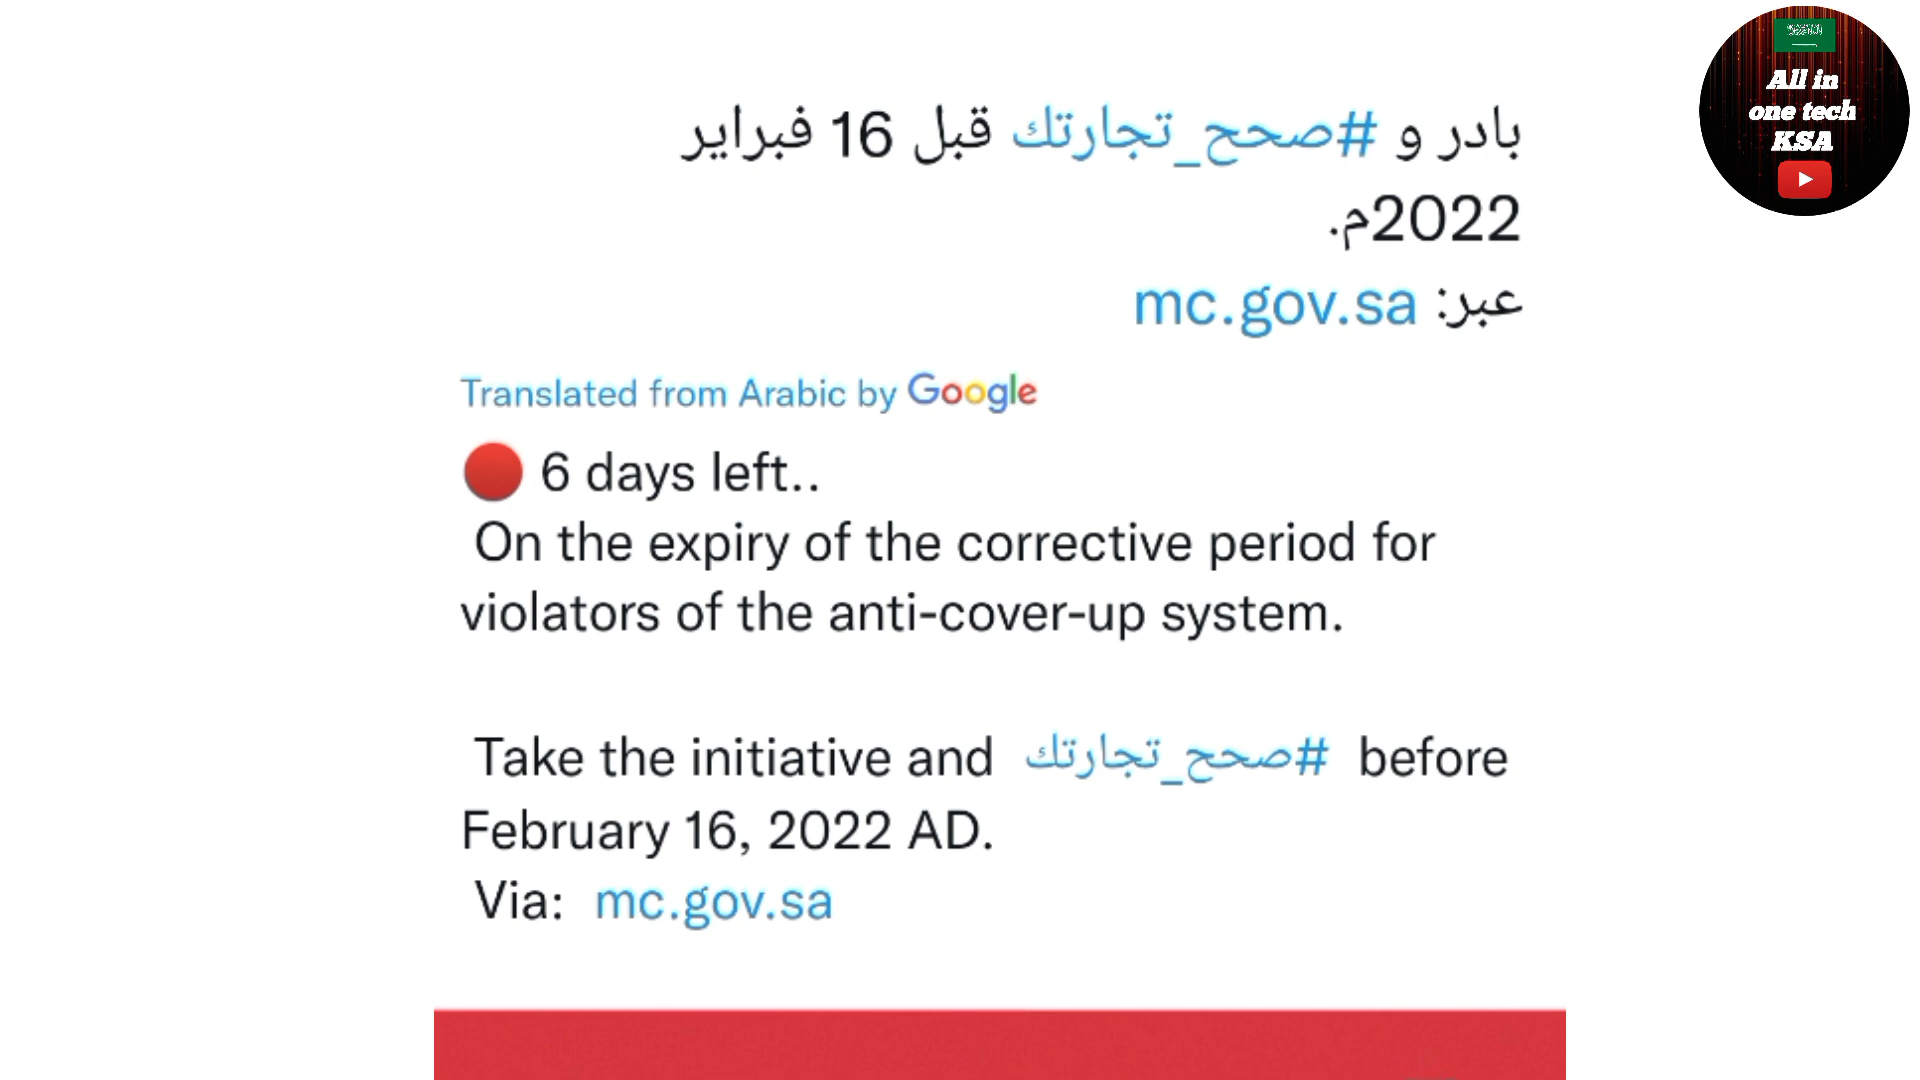 بادر و #صحح_تجارتك قبل 16 فبراير
2022م.
عبر: mc.gov.sa
Translated from Arabic by Google
6 days left..
On the expiry of the corrective period for
violators of the anti-cover-up system.
Take the initiative and #صحح_تجارتك before
February 16, 2022 AD.
Via: mc.gov.sa
All in
one tech
KSA